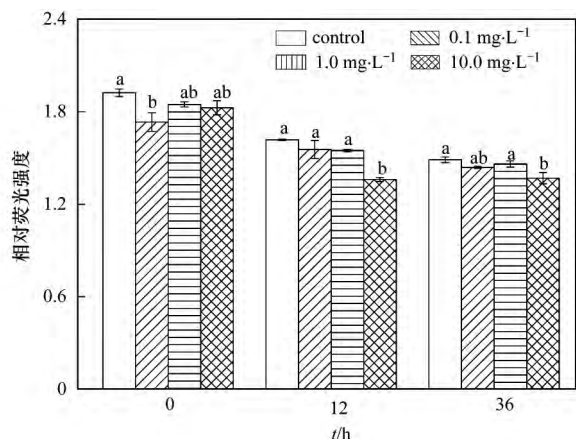 2.4
control
0.1 mg·L⁻¹
1.0 mg·L⁻¹
10.0 mg·L⁻¹
a
b
ab
ab
1.8
a
a
a
b
a
ab
a
b
1.2
0.6
0
相对荧光强度
0
12
36
t/h